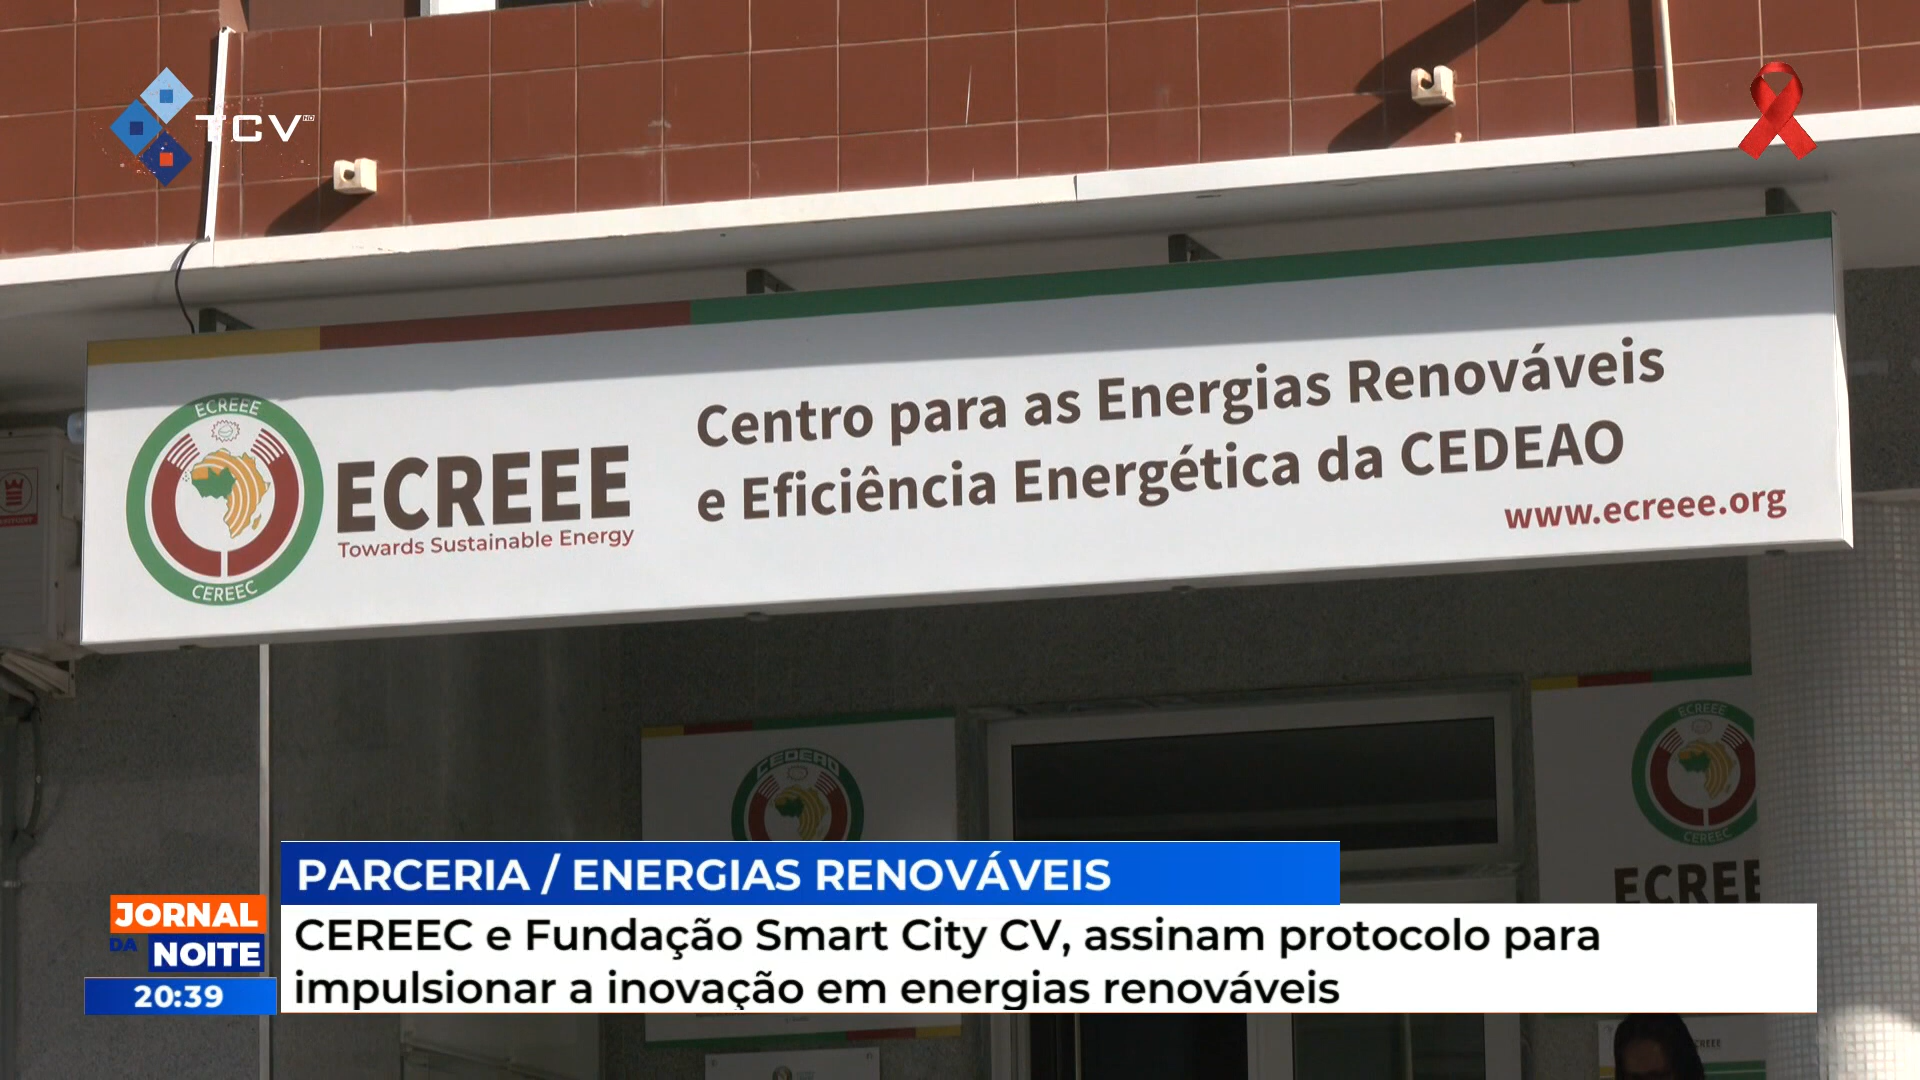 TCV HD
ECREEE
CEREEC
ECREEE
Towards Sustainable Energy
Centro para as Energias Renováveis
e Eficiência Energética da CEDEAO
www.ecreee.org
CEDEAO
ECREEE
CEREEC
ECREE
PARCERIA / ENERGIAS RENOVÁVEIS
CEREEC e Fundação Smart City CV, assinam protocolo para
impulsionar a inovação em energias renováveis
JORNAL
DA NOITE
20:39